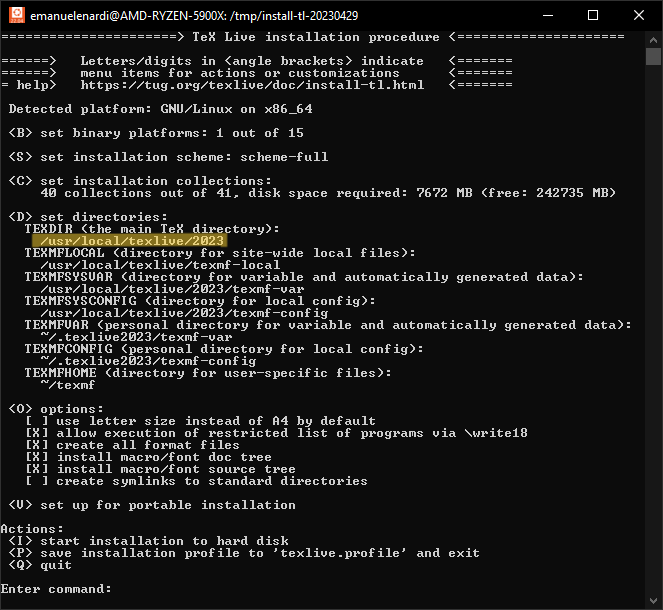 emanuelenardi@AMD-RYZEN-5900X: /tmp/install-tl-20230429
======================> TeX Live installation procedure <=====================
======>   Letters/digits in <angle brackets> indicate   <=======
======>   menu items for actions or customizations      <=======
= help>   https://tug.org/texlive/doc/install-tl.html   <=======
Detected platform: GNU/Linux on x86_64
<B> set binary platforms: 1 out of 15
<S> set installation scheme: scheme-full
<C> set installation collections:
40 collections out of 41, disk space required: 7672 MB (free: 242735 MB)
<D> set directories:
TEXDIR (the main TeX directory):
/usr/local/texlive/2023
TEXMFLOCAL (directory for site-wide local files):
/usr/local/texlive/texmf-local
TEXMFSYSVAR (directory for variable and automatically generated data):
/usr/local/texlive/2023/texmf-var
TEXMFSYSCONFIG (directory for local config):
/usr/local/texlive/2023/texmf-config
TEXMFVAR (personal directory for variable and automatically generated data):
~/.texlive2023/texmf-var
TEXMFCONFIG (personal directory for local config):
~/.texlive2023/texmf-config
TEXMFHOME (directory for user-specific files):
~/texmf
<O> options:
[ ] use letter size instead of A4 by default
[X] allow execution of restricted list of programs via \write18
[X] create all format files
[X] install macro/font doc tree
[X] install macro/font source tree
[ ] create symlinks to standard directories
<V> set up for portable installation
Actions:
<I> start installation to hard disk
<P> save installation profile to 'texlive.profile' and exit
<Q> quit
Enter command: